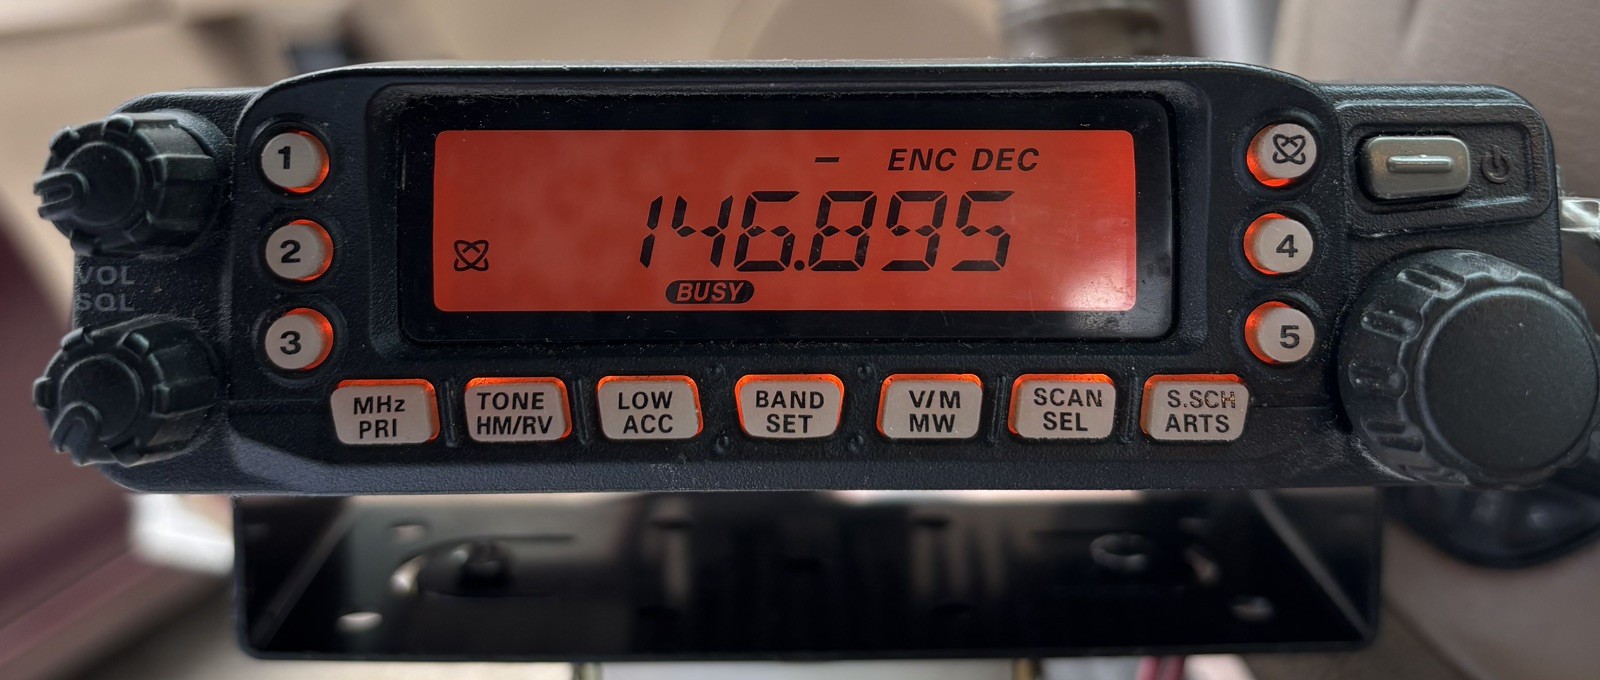 1
2
3
VOL
SQL
− ENC DEC
146.895
BUSY
4
5
MHz
PRI
TONE
HM/RV
LOW
ACC
BAND
SET
V/M
MW
SCAN
SEL
S.SCH
ARTS